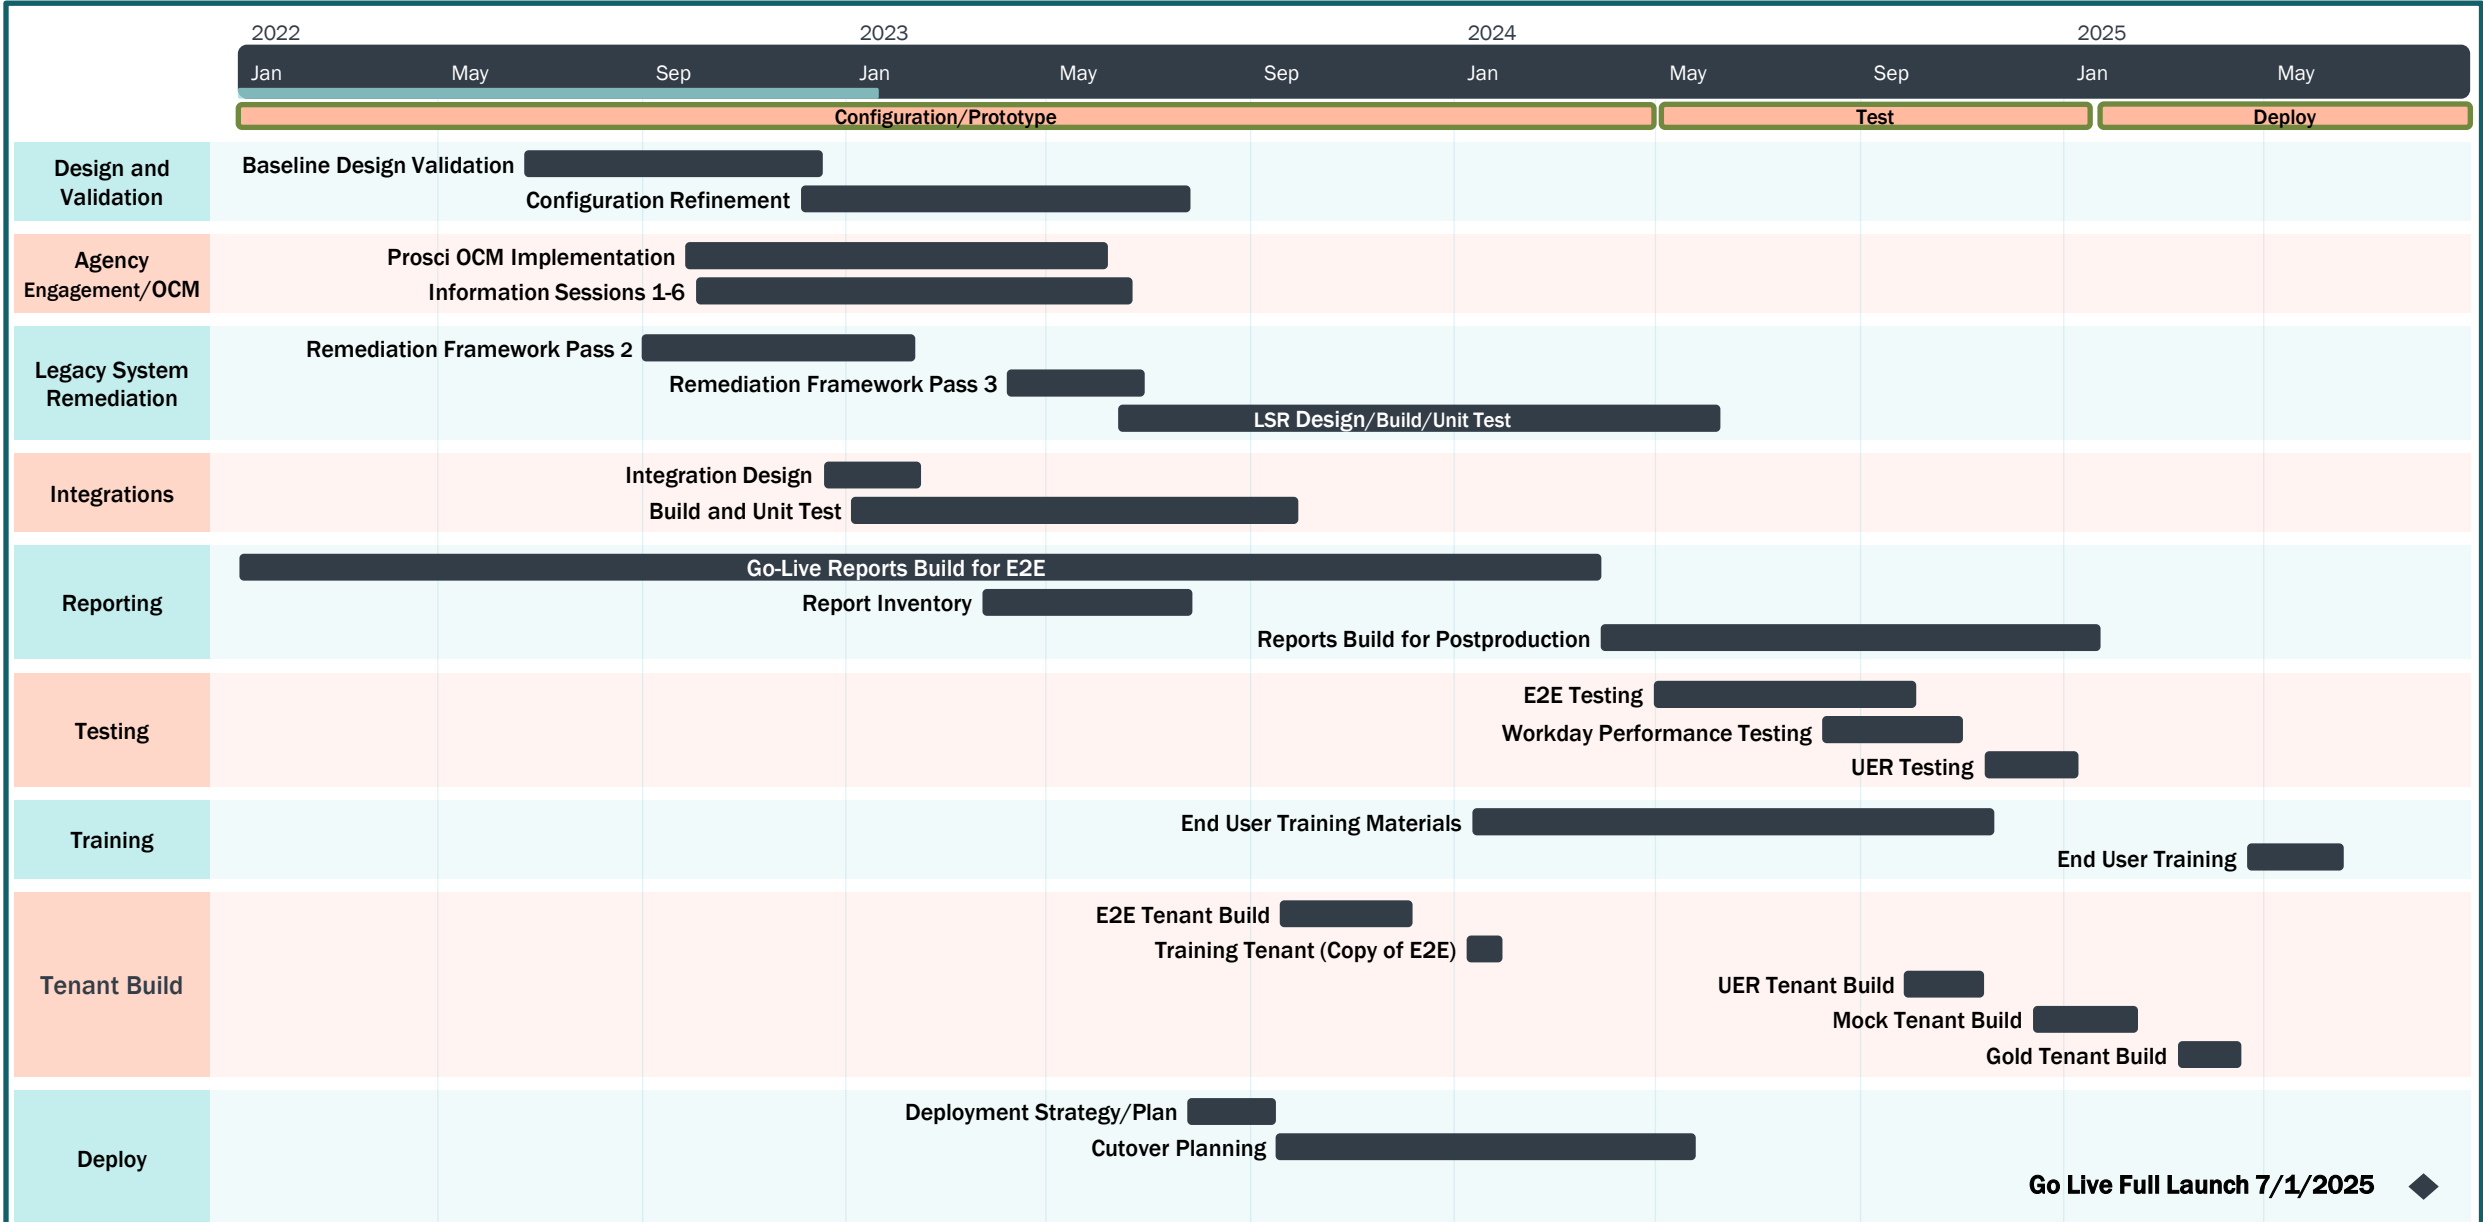 2022 2023 2024 2025
Jan May Sep Jan May Sep Jan May Sep Jan May
Configuration/Prototype Test Deploy
Design and
Validation
Baseline Design Validation
Configuration Refinement
Agency
Engagement/OCM
Prosci OCM Implementation
Information Sessions 1-6
Legacy System
Remediation
Remediation Framework Pass 2
Remediation Framework Pass 3
LSR Design/Build/Unit Test
Integrations
Integration Design
Build and Unit Test
Reporting
Go-Live Reports Build for E2E
Report Inventory
Reports Build for Postproduction
Testing
E2E Testing
Workday Performance Testing
UER Testing
Training
End User Training Materials
End User Training
Tenant Build
E2E Tenant Build
Training Tenant (Copy of E2E)
UER Tenant Build
Mock Tenant Build
Gold Tenant Build
Deploy
Deployment Strategy/Plan
Cutover Planning
Go Live Full Launch 7/1/2025